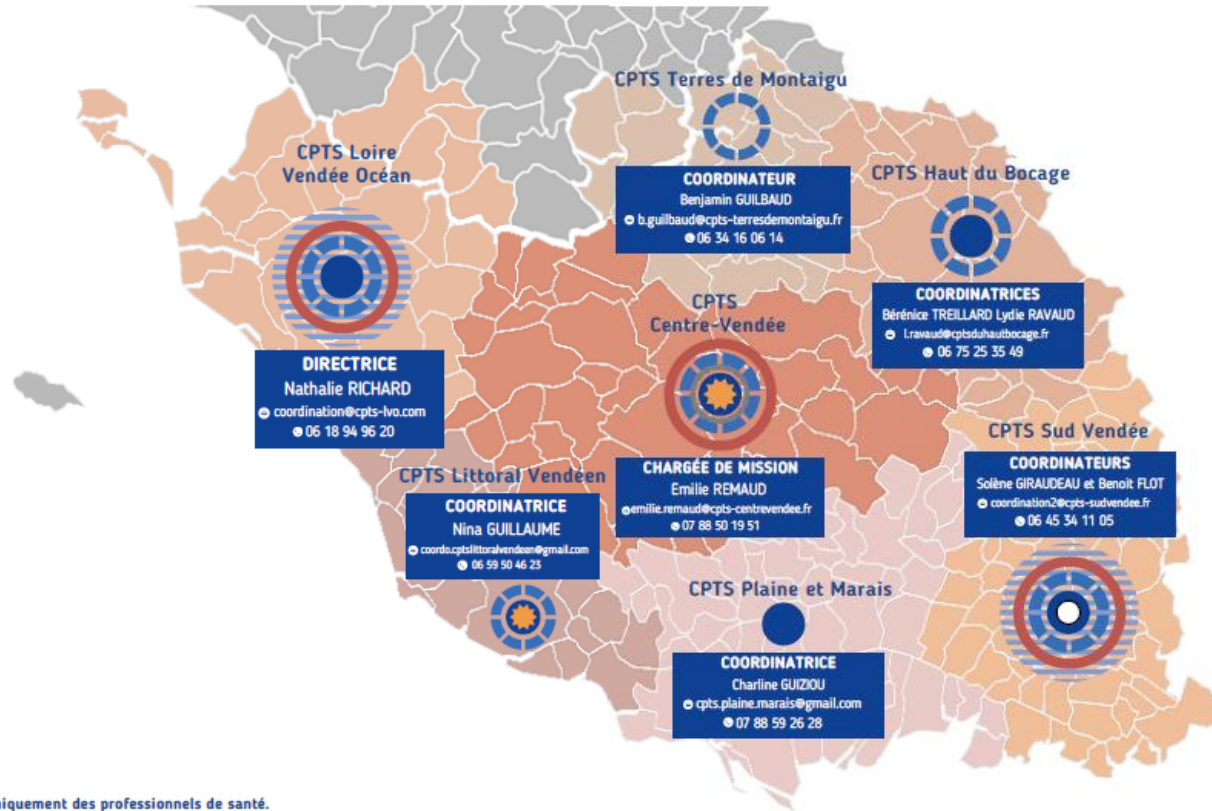 CPTS Terres de Montaigu
COORDINATEUR
Benjamin GUILBAUD
b.guilbaud@cpts-terresdemontaigu.fr
06 34 16 06 14
CPTS Loire
Vendée Océan
DIRECTRICE
Nathalie RICHARD
coordination@cpts-lvo.com
06 18 94 96 20
CPTS Haut du Bocage
COORDINATRICES
Bérénice TREILLARD Lydie RAVAUD
l.ravaud@cptsduhautbocage.fr
06 75 25 35 49
CPTS
Centre-Vendée
CHARGÉE DE MISSION
Emilie REMAUD
emilie.remaud@cpts-centrevendee.fr
07 88 50 19 51
CPTS Sud Vendée
COORDINATEURS
Solène GIRAUDEAU et Benoit FLOT
coordination2@cpts-sudvendee.fr
06 45 34 11 05
CPTS Littoral Vendéen
COORDINATRICE
Nina GUILLAUME
coordo.cptslittoralvendeen@gmail.com
06 59 50 46 23
CPTS Plaine et Marais
COORDINATRICE
Charline GUIZIOU
cpts.plaine.marais@gmail.com
07 88 59 26 28
niquement des professionnels de santé.